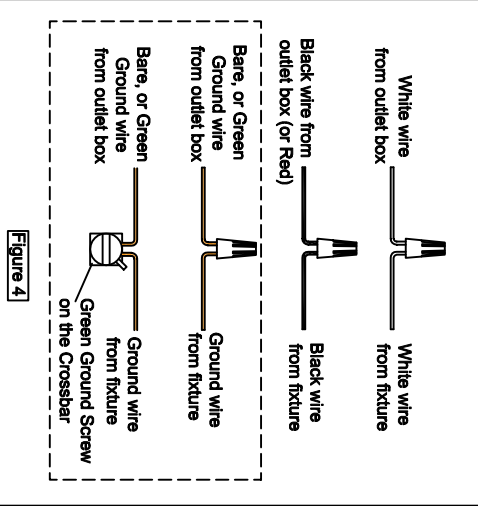 White wire
from outlet box
White wire
from fixture
Black wire from
outlet box (or Red)
Black wire
from fixture
Bare, or Green
Ground wire
from outlet box
Ground wire
from fixture
Bare, or Green
Ground wire
from outlet box
Ground wire
from fixture
Green Ground Screw
on the Crossbar
Figure 4